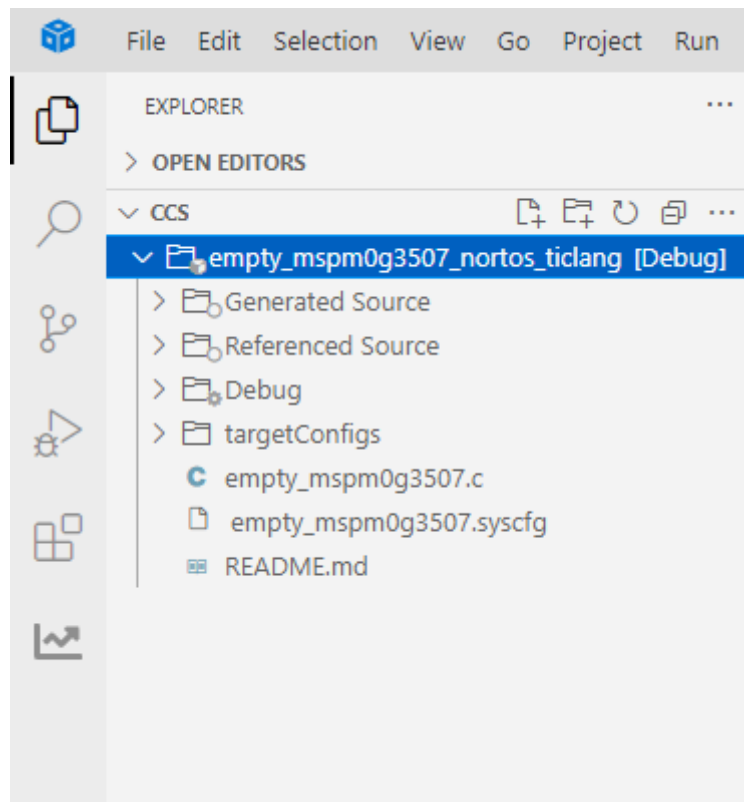 File Edit Selection View Go Project Run
EXPLORER
OPEN EDITORS
CCS
empty_mspm0g3507_nortos_ticlang [Debug]
Generated Source
Referenced Source
Debug
targetConfigs
C empty_mspm0g3507.c
empty_mspm0g3507.syscfg
README.md